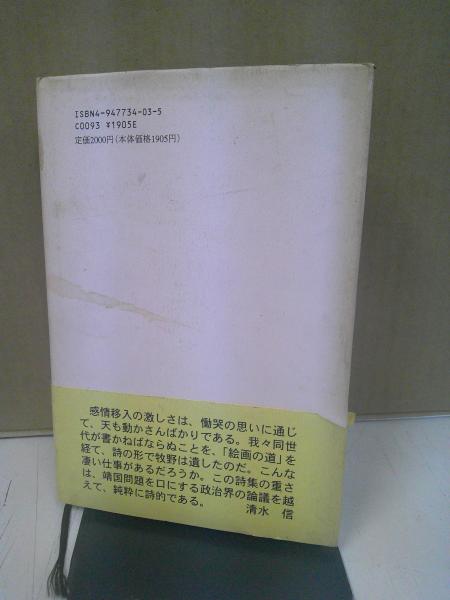 ISBN4-947734-03-5
C0093 ¥1905E
定価2000円（本体価格1905円）
感情移入の激しさは、慟哭の思いに通じ
て、天も動かさんばかりである。我々同世
代が書かねばならぬことを、「絵画の道」を
経て、詩の形で牧野は遺したのだ。こんな
凄い仕事があるだろうか。この詩集の重さ
は、靖国問題を口にする政治界の論議を越
えて、純粋に詩的である。　　清水　信